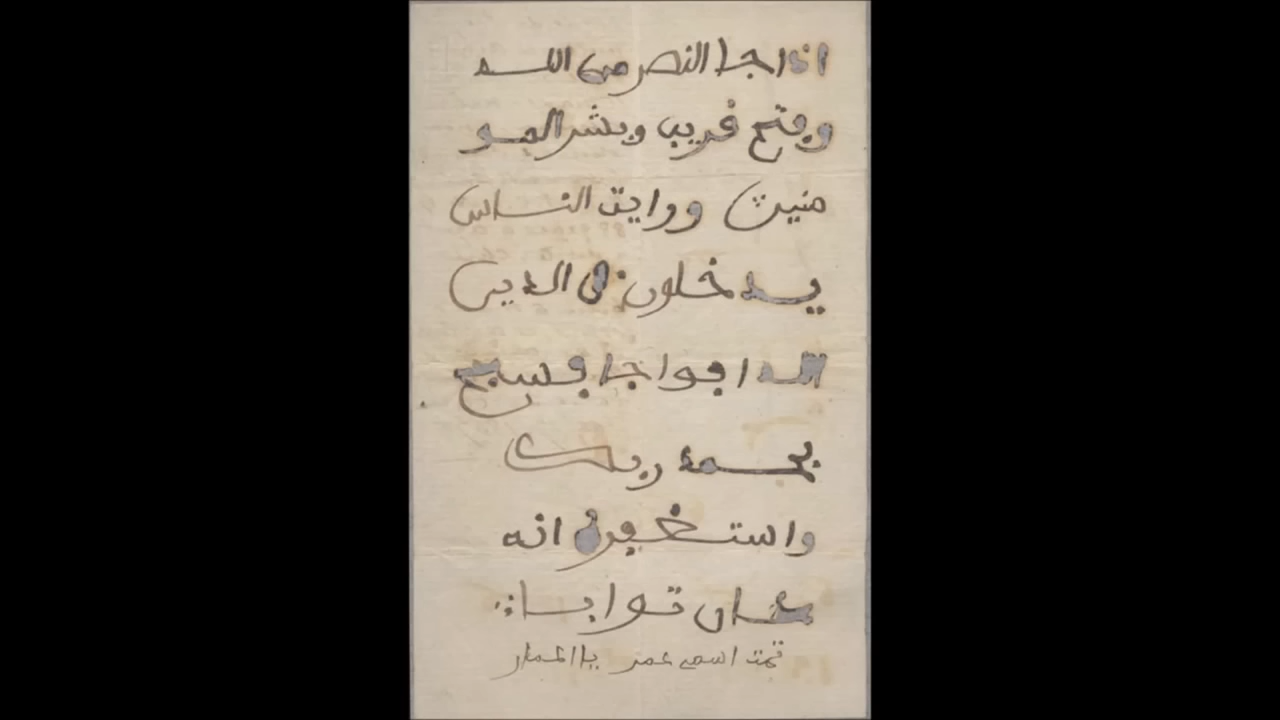 اذا جا النصر من الله
وفتح قريب وبشر المو
منين ورايت الناس
يدخلون في الدين
الله افواجا فسبح
بحمد ربك
واستغفره انه
كان توابا
تمت اسمي عمر